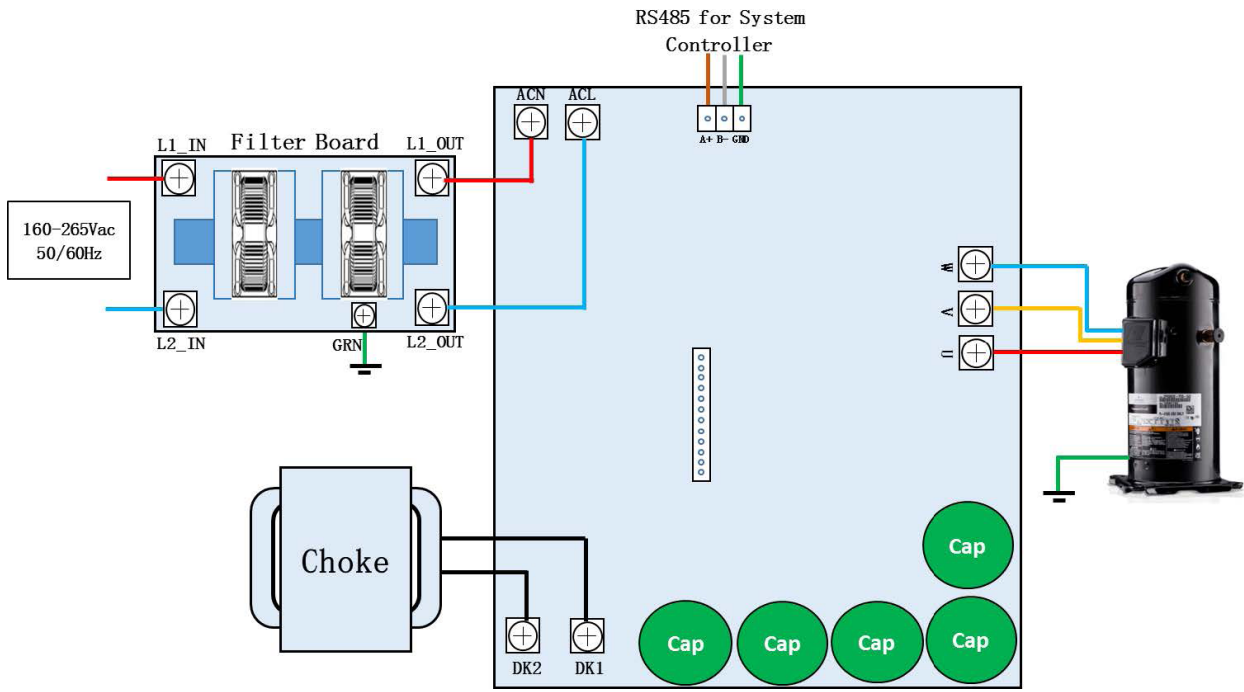 RS485 for System
Controller
ACN
ACL
A+ B- GND
L1_IN
Filter Board
L1_OUT
160-265Vac
50/60Hz
L2_IN
GRN
L2_OUT
W
V
U
Choke
Cap
Cap
Cap
Cap
Cap
DK2
DK1